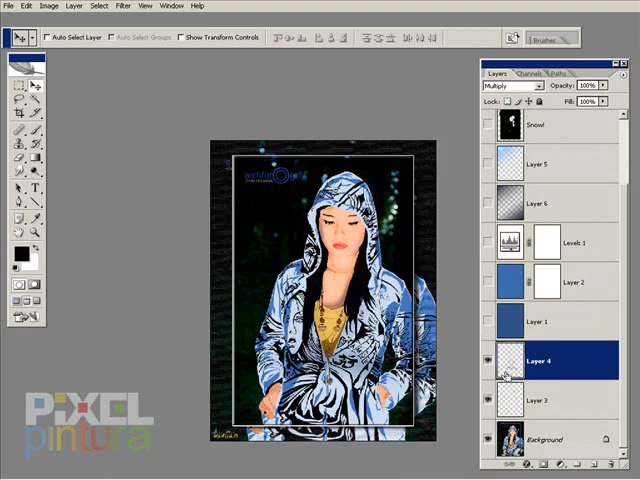 File Edit Image Layer Select Filter View Window Help
Auto Select Layer Auto Select Groups Show Transform Controls
Brushes
Layers Channels Paths
Multiply Opacity: 100%
Lock: Fill: 100%
Snow!
Layer 5
Layer 6
Levels 1
Layer 2
Layer 1
Layer 4
Layer 3
Background
PIXEL
pintura